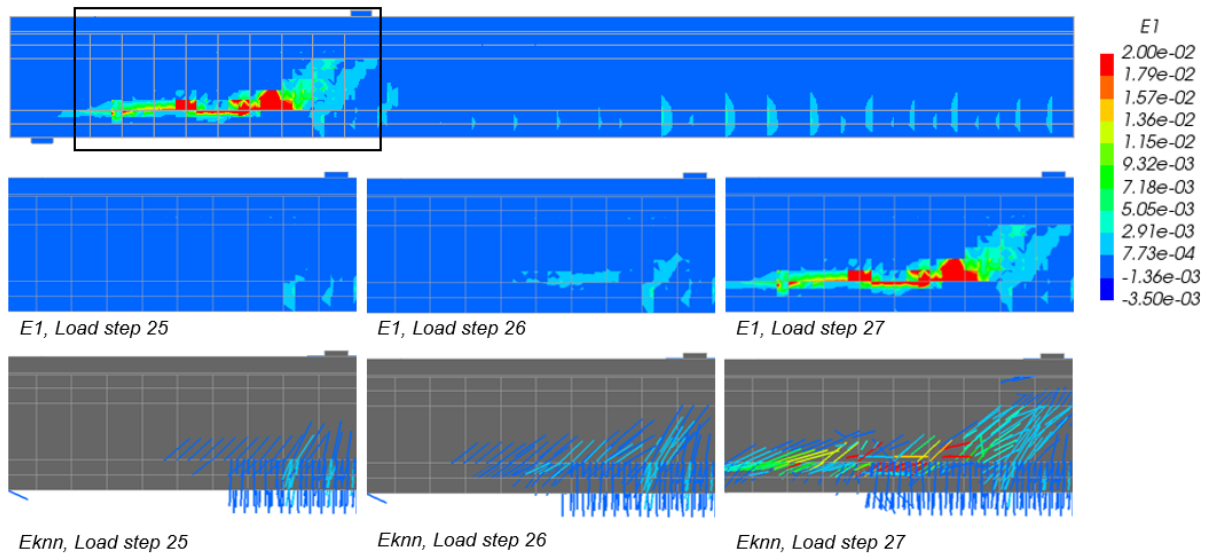 E1
2.00e-02
1.79e-02
1.57e-02
1.36e-02
1.15e-02
9.32e-03
7.18e-03
5.05e-03
2.91e-03
7.73e-04
-1.36e-03
-3.50e-03
E1, Load step 25
E1, Load step 26
E1, Load step 27
Eknn, Load step 25
Eknn, Load step 26
Eknn, Load step 27